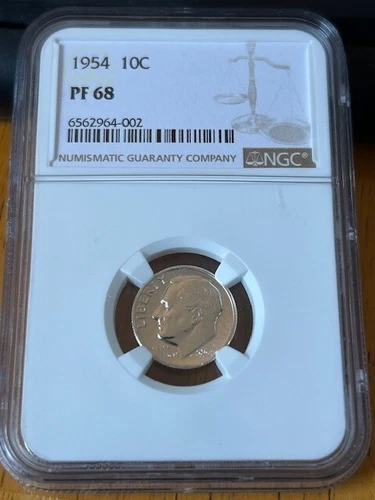 1954 10C
PF 68
6562964-002
NUMISMATIC GUARANTY COMPANY
NGC®
LIBERTY